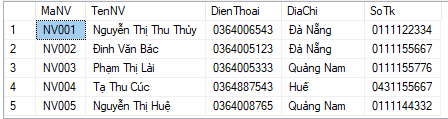 MaNV TenNV DienThoai DiaChi SoTk
1 NV001 Nguyễn Thị Thu Thủy 0364006543 Đà Nẵng 0111122334
2 NV002 Đinh Văn Bác 0364005123 Đà Nẵng 0111155667
3 NV003 Phạm Thị Lài 0364005333 Quảng Nam 0111155776
4 NV004 Tạ Thu Cúc 0364887543 Huế 0431155667
5 NV005 Nguyễn Thị Huệ 0364008765 Quảng Nam 0111144332